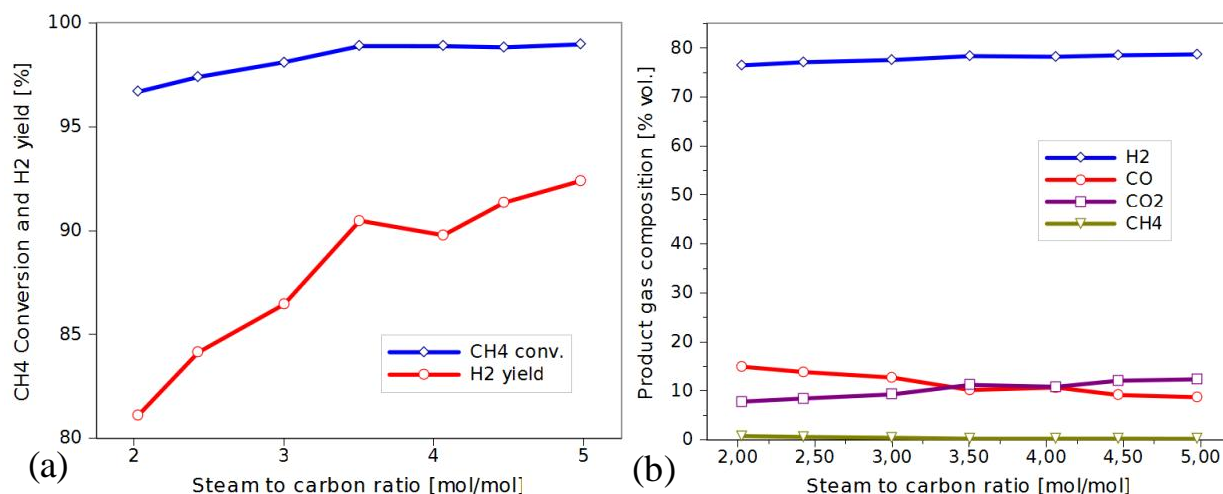 100
95
90
85
80
CH4 Conversion and H2 yield [%]
CH4 conv.
H2 yield
2
3
4
5
Steam to carbon ratio [mol/mol]
(a)
80
70
60
50
40
30
20
10
0
Product gas composition [% vol.]
H2
CO
CO2
CH4
2,00
2,50
3,00
3,50
4,00
4,50
5,00
Steam to carbon ratio [mol/mol]
(b)